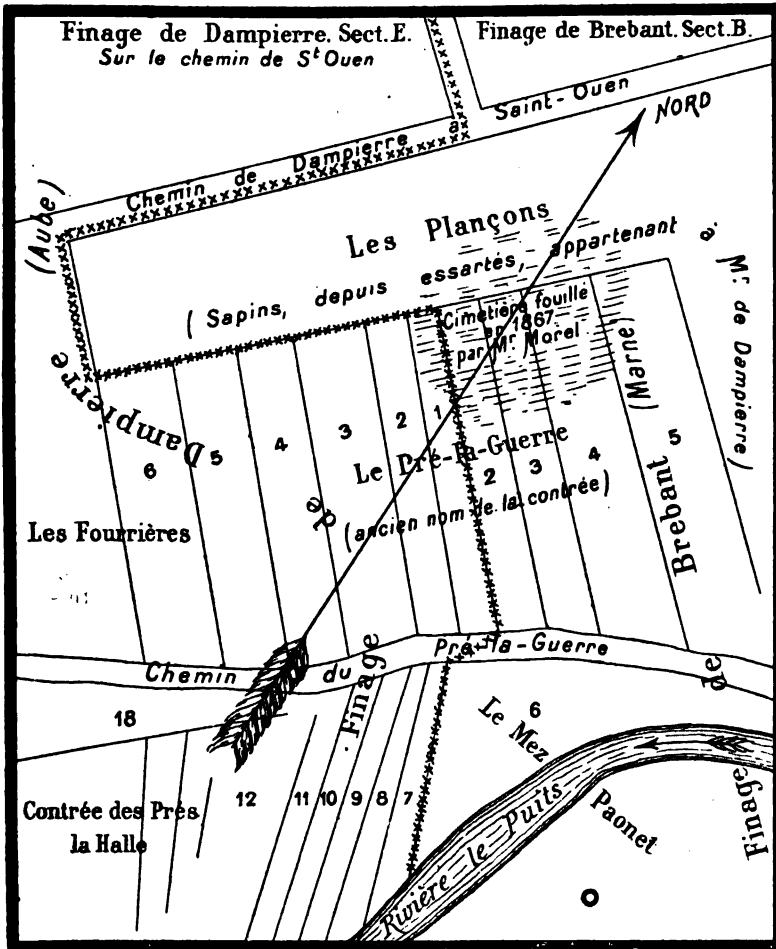 Finage de Dampierre. Sect. E.
Sur le chemin de St Ouen
Finage de Brebant. Sect. B.
Chemin de Dampierre à Saint-Ouen
NORD
(Aube)
Les Plançons
(Sapins, depuis essartés, appartenant à Mr. de Dampierre)
Cimetière fouillé
en 1867
par Mr Morel
Finage de Dampierre
Finage de Brebant (Marne)
6
5
4
3
2
1
2
3
4
5
Le Pré-la-Guerre
(ancien nom de la contrée)
Les Fourrières
Chemin du Pré-la-Guerre
18
12
11
10
9
8
7
6
Le Mez
Paonet
Contrée des Prés
la Halle
Rivière le Puits